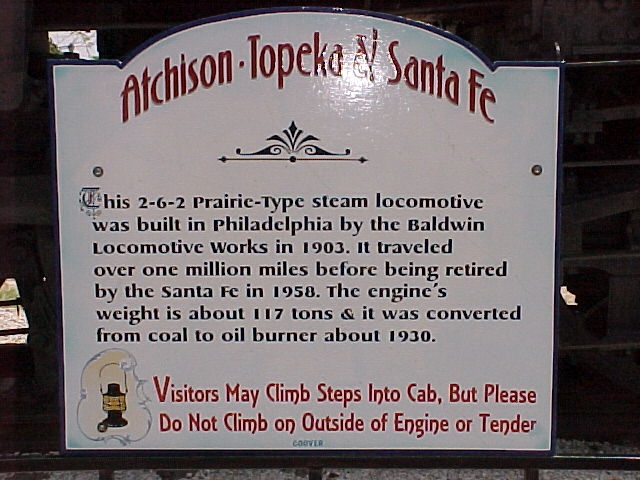 Atchison · Topeka & Santa Fe
This 2-6-2 Prairie-Type steam locomotive
was built in Philadelphia by the Baldwin
Locomotive Works in 1903. It traveled
over one million miles before being retired
by the Santa Fe in 1958. The engine's
weight is about 117 tons & it was converted
from coal to oil burner about 1930.
Visitors May Climb Steps Into Cab, But Please
Do Not Climb on Outside of Engine or Tender
COOVER